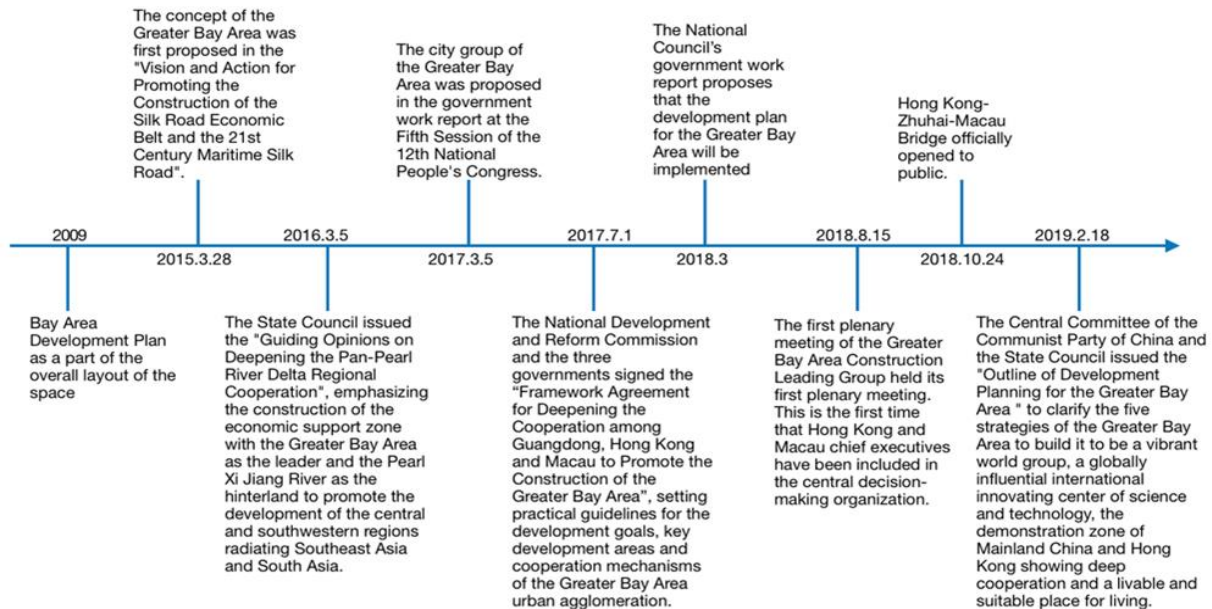 The concept of the
Greater Bay Area was
first proposed in the
"Vision and Action for
Promoting the
Construction of the
Silk Road Economic
Belt and the 21st
Century Maritime Silk
Road".
The city group of
the Greater Bay
Area was proposed
in the government
work report at the
Fifth Session of the
12th National
People's Congress.
The National
Council's
government work
report proposes
that the
development plan
for the Greater Bay
Area will be
implemented
Hong Kong-
Zhuhai-Macau
Bridge officially
opened to
public.
2009
2015.3.28
2016.3.5
2017.3.5
2017.7.1
2018.3
2018.8.15
2018.10.24
2019.2.18
Bay Area
Development Plan
as a part of the
overall layout of the
space
The State Council issued
the "Guiding Opinions on
Deepening the Pan-Pearl
River Delta Regional
Cooperation", emphasizing
the construction of the
economic support zone
with the Greater Bay Area
as the leader and the Pearl
Xi Jiang River as the
hinterland to promote the
development of the central
and southwestern regions
radiating Southeast Asia
and South Asia.
The National Development
and Reform Commission
and the three
governments signed the
“Framework Agreement
for Deepening the
Cooperation among
Guangdong, Hong Kong
and Macau to Promote the
Construction of the
Greater Bay Area”, setting
practical guidelines for the
development goals, key
development areas and
cooperation mechanisms
of the Greater Bay Area
urban agglomeration.
The first plenary
meeting of the Greater
Bay Area Construction
Leading Group held its
first plenary meeting.
This is the first time
that Hong Kong and
Macau chief executives
have been included in
the central decision-
making organization.
The Central Committee of the
Communist Party of China and
the State Council issued the
"Outline of Development
Planning for the Greater Bay
Area " to clarify the five
strategies of the Greater Bay
Area to build it to be a vibrant
world group, a globally
influential international
innovating center of science
and technology, the
demonstration zone of
Mainland China and Hong
Kong showing deep
cooperation and a livable and
suitable place for living.